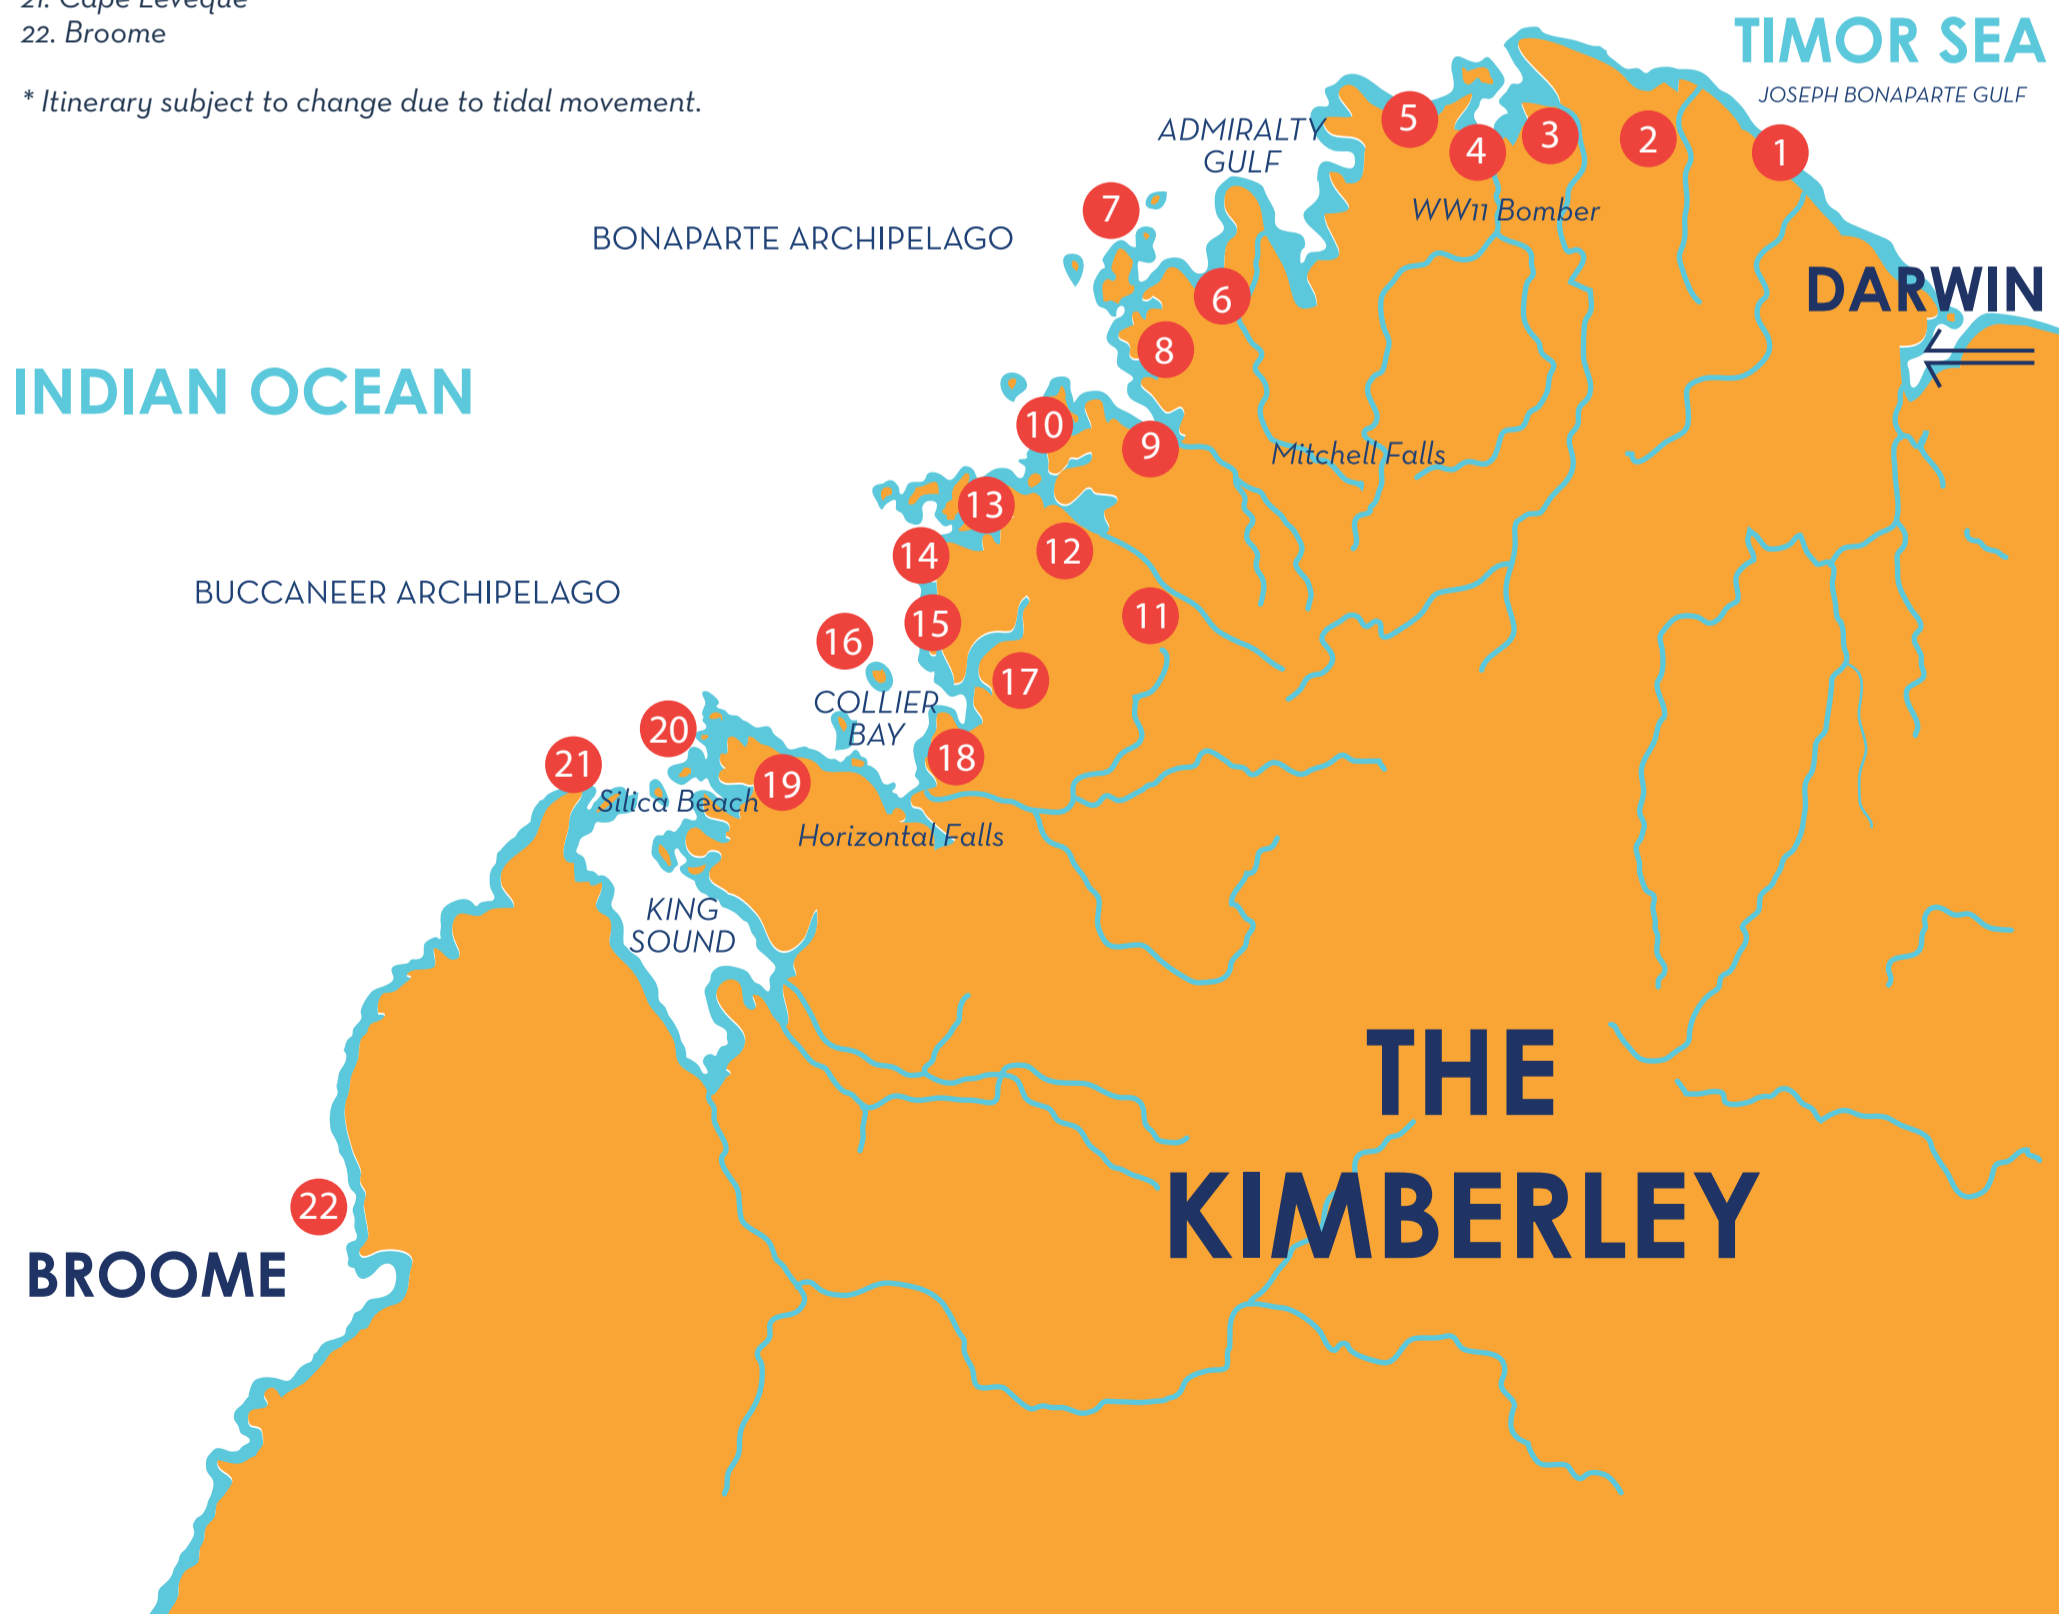 21. Cape Leveque
22. Broome
* Itinerary subject to change due to tidal movement.
TIMOR SEA
JOSEPH BONAPARTE GULF
ADMIRALTY
GULF
5
4
3
2
1
WW11 Bomber
7
BONAPARTE ARCHIPELAGO
DARWIN
6
8
INDIAN OCEAN
10
9
Mitchell Falls
13
14
12
BUCCANEER ARCHIPELAGO
15
11
16
17
COLLIER
BAY
20
18
21
19
Silica Beach
Horizontal Falls
KING
SOUND
THE
KIMBERLEY
22
BROOME